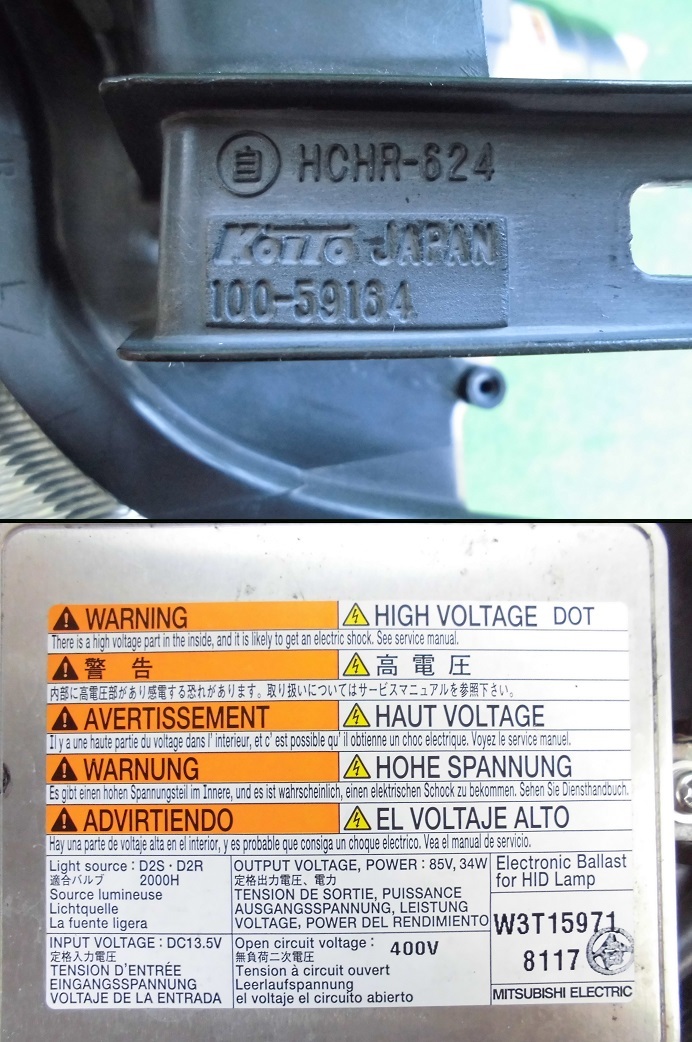 自 HCHR-624
KOITO JAPAN
100-59164
WARNING HIGH VOLTAGE DOT
There is a high voltage part in the inside, and it is likely to get an electric shock. See service manual.
警告 高電圧
内部に高電圧部があり感電する恐れがあります。取り扱いについてはサービスマニュアルを参照下さい。
AVERTISSEMENT HAUT VOLTAGE
Il y a une haute partie du voltage dans l' interieur, et c' est possible qu' il obtienne un choc electrique. Voyez le service manuel.
WARNUNG HOHE SPANNUNG
Es gibt einen hohen Spannungsteil im Innere, und es ist wahrscheinlich, einen elektrischen Schock zu bekommen. Sehen Sie Diensthandbuch.
ADVIRTIENDO EL VOLTAJE ALTO
Hay una parte de voltaje alta en el interior, y es probable que consiga un choque electrico. Vea el manual de servicio.
Light source : D2S・D2R
適合バルブ 2000H
Source lumineuse
Lichtquelle
La fuente ligera
OUTPUT VOLTAGE, POWER : 85V, 34W
定格出力電圧、電力
TENSION DE SORTIE, PUISSANCE
AUSGANGSSPANNUNG, LEISTUNG
VOLTAGE, POWER DEL RENDIMIENTO
Electronic Ballast
for HID Lamp
INPUT VOLTAGE : DC13.5V
定格入力電圧
TENSION D'ENTRÉE
EINGANGSSPANNUNG
VOLTAJE DE LA ENTRADA
Open circuit voltage : 400V
無負荷二次電圧
Tension à circuit ouvert
Leerlaufspannung
el voltaje el circuito abierto
W3T15971
8117
MITSUBISHI ELECTRIC